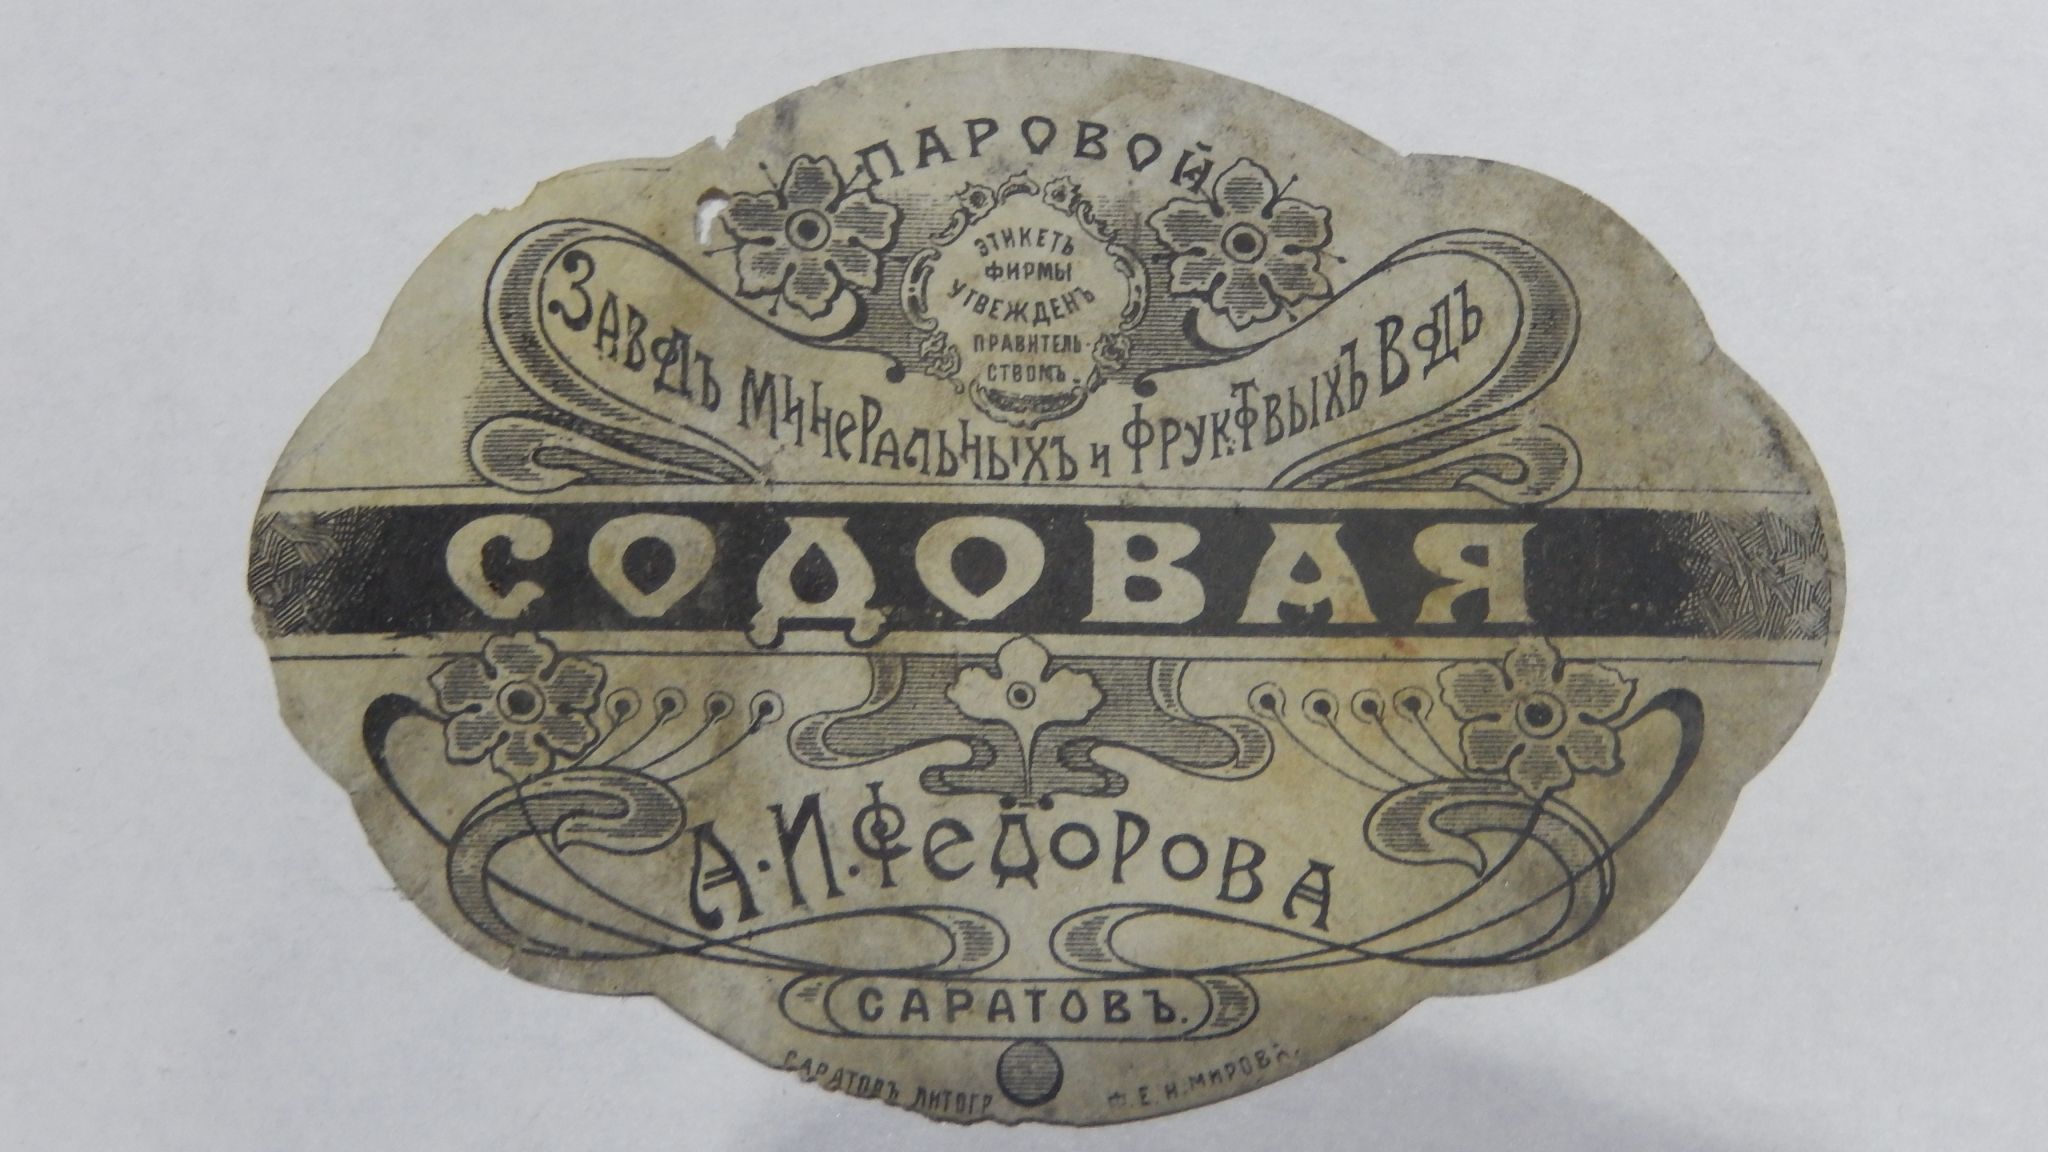 ПАРОВОЙ
ЭТИКЕТЪ
ФИРМЫ
УТВЕЖДЕНЪ
ПРАВИТЕЛЬ-
СТВОМЪ.
ЗАВОДЪ МИНЕРАЛЬНЫХЪ И ФРУКТОВЫХЪ ВОДЪ
СОДОВАЯ
А. И. ФЕДОРОВА
САРАТОВЪ.
САРАТОВЪ ЛИТОГР Ф. Е. Н. МИРОВА